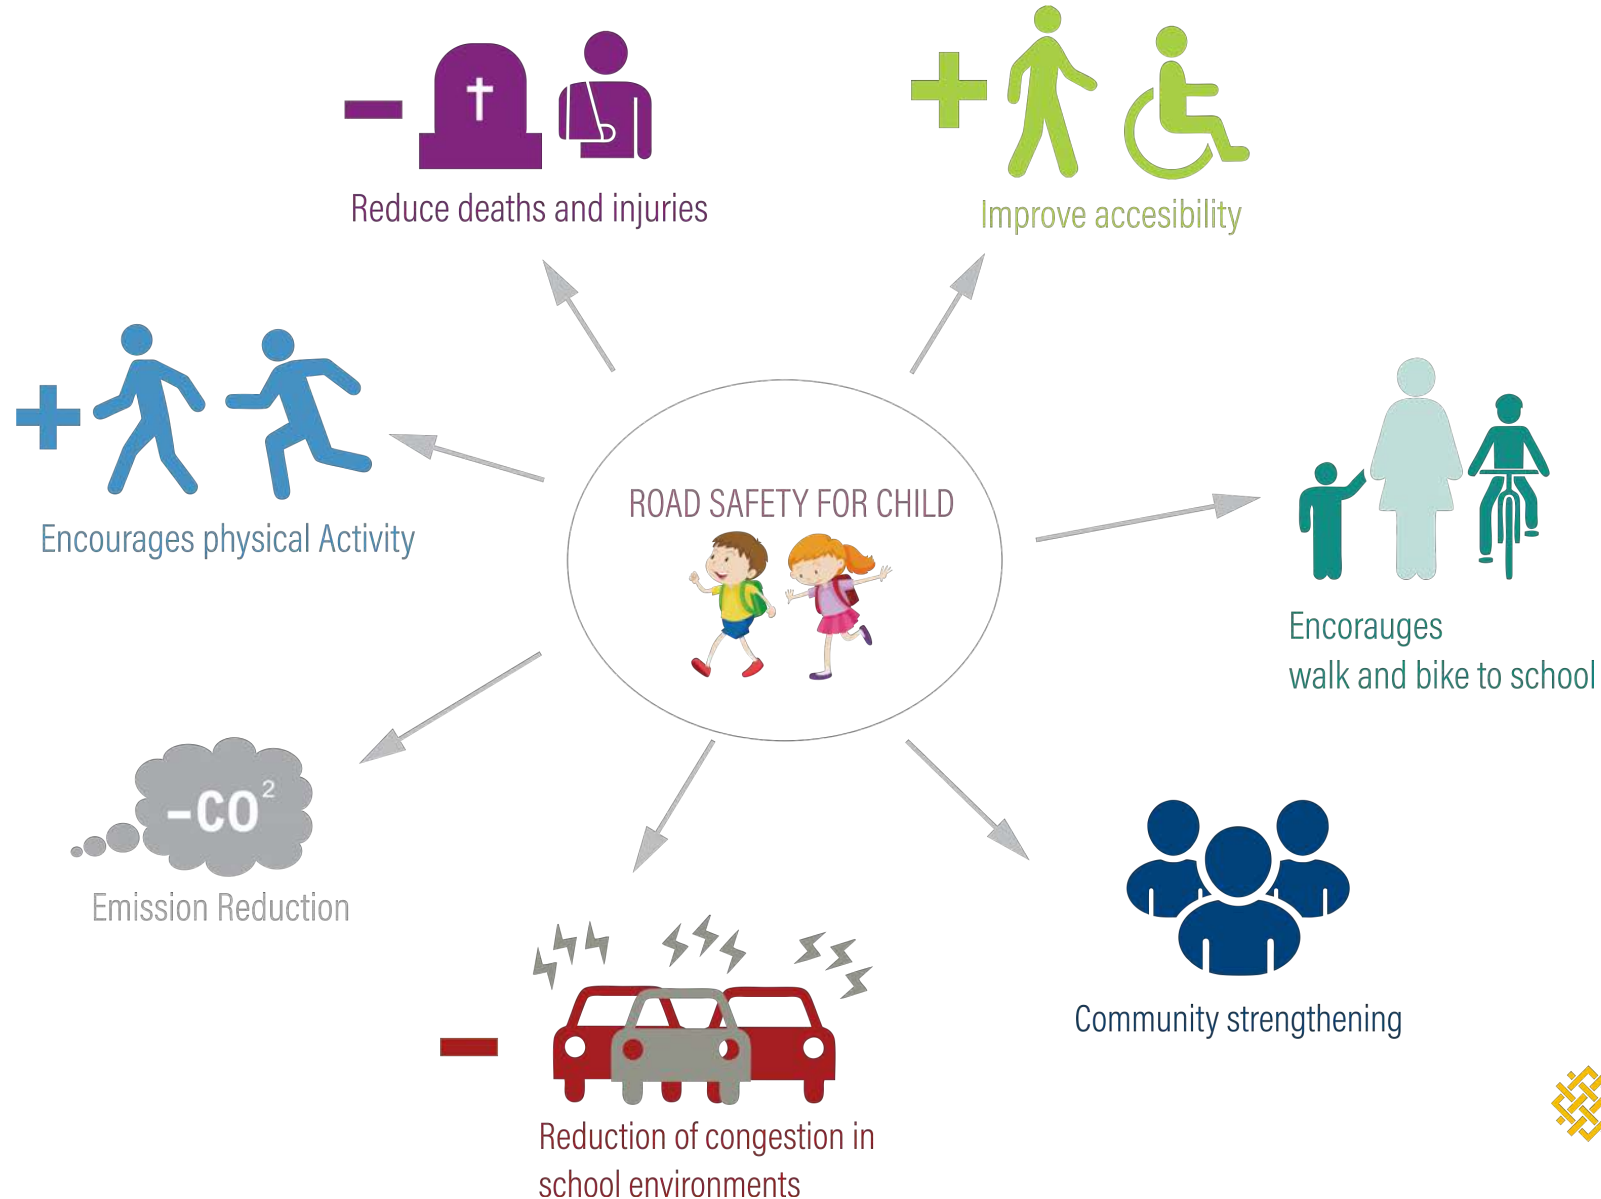 Reduce deaths and injuries
Improve accesibility
Encourages physical Activity
ROAD SAFETY FOR CHILD
Encorauges
walk and bike to school
-CO²
Emission Reduction
Community strengthening
Reduction of congestion in
school environments